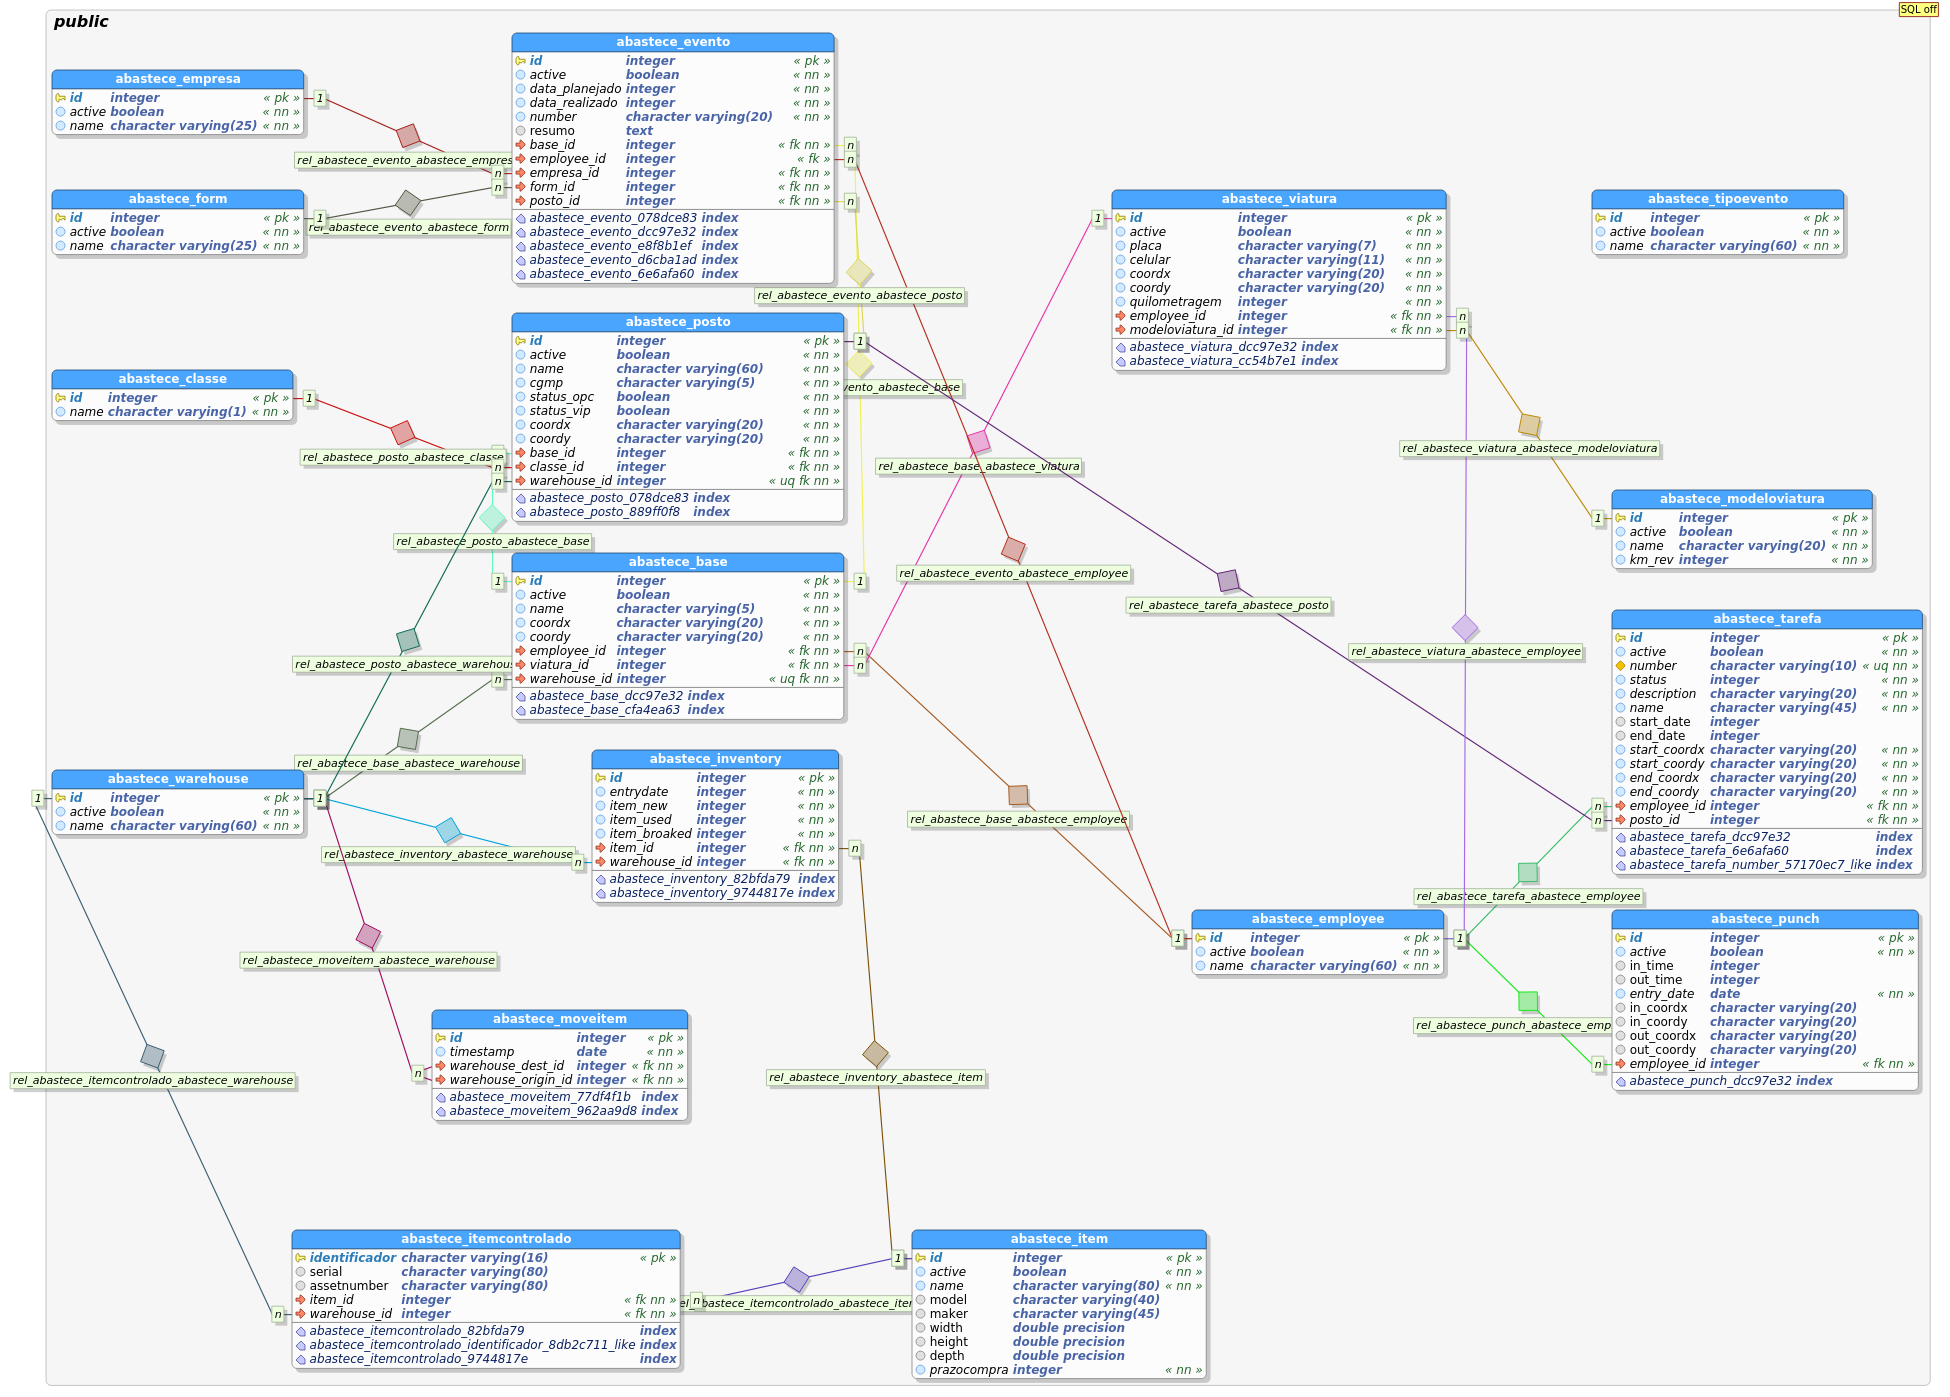 SQL off
public
abastece_evento
id integer « pk »
active boolean « nn »
data_planejado integer « nn »
data_realizado integer « nn »
number character varying(20) « nn »
resumo text
base_id integer « fk nn »
employee_id integer « fk »
empresa_id integer « fk nn »
form_id integer « fk nn »
posto_id integer « fk nn »
abastece_evento_078dce83 index
abastece_evento_dcc97e32 index
abastece_evento_e8f8b1ef index
abastece_evento_d6cba1ad index
abastece_evento_6e6afa60 index
n
n
n
n
n
abastece_empresa
id integer « pk »
active boolean « nn »
name character varying(25) « nn »
1
rel_abastece_evento_abastece_empres
abastece_form
id integer « pk »
active boolean « nn »
name character varying(25) « nn »
1
rel_abastece_evento_abastece_form
abastece_viatura
id integer « pk »
active boolean « nn »
placa character varying(7) « nn »
celular character varying(11) « nn »
coordx character varying(20) « nn »
coordy character varying(20) « nn »
quilometragem integer « nn »
employee_id integer « fk nn »
modeloviatura_id integer « fk nn »
abastece_viatura_dcc97e32 index
abastece_viatura_cc54b7e1 index
1
n
n
abastece_tipoevento
id integer « pk »
active boolean « nn »
name character varying(60) « nn »
rel_abastece_evento_abastece_posto
abastece_posto
id integer « pk »
active boolean « nn »
name character varying(60) « nn »
cgmp character varying(5) « nn »
status_opc boolean « nn »
status_vip boolean « nn »
coordx character varying(20) « nn »
coordy character varying(20) « nn »
base_id integer « fk nn »
classe_id integer « fk nn »
warehouse_id integer « uq fk nn »
abastece_posto_078dce83 index
abastece_posto_889ff0f8 index
1
n
n
vento_abastece_base
abastece_classe
id integer « pk »
name character varying(1) « nn »
1
rel_abastece_posto_abastece_classe
rel_abastece_base_abastece_viatura
rel_abastece_viatura_abastece_modeloviatura
abastece_modeloviatura
id integer « pk »
active boolean « nn »
name character varying(20) « nn »
km_rev integer « nn »
1
rel_abastece_posto_abastece_base
abastece_base
id integer « pk »
active boolean « nn »
name character varying(5) « nn »
coordx character varying(20) « nn »
coordy character varying(20) « nn »
employee_id integer « fk nn »
viatura_id integer « fk nn »
warehouse_id integer « uq fk nn »
abastece_base_dcc97e32 index
abastece_base_cfa4ea63 index
1
1
n
n
n
rel_abastece_evento_abastece_employee
rel_abastece_tarefa_abastece_posto
rel_abastece_viatura_abastece_employee
rel_abastece_posto_abastece_warehous
abastece_tarefa
id integer « pk »
active boolean « nn »
number character varying(10) « uq nn »
status integer « nn »
description character varying(20) « nn »
name character varying(45) « nn »
start_date integer
end_date integer
start_coordx character varying(20) « nn »
start_coordy character varying(20) « nn »
end_coordx character varying(20) « nn »
end_coordy character varying(20) « nn »
employee_id integer « fk nn »
posto_id integer « fk nn »
abastece_tarefa_dcc97e32 index
abastece_tarefa_6e6afa60 index
abastece_tarefa_number_57170ec7_like index
n
n
rel_abastece_base_abastece_warehouse
abastece_warehouse
id integer « pk »
active boolean « nn »
name character varying(60) « nn »
1
1
abastece_inventory
id integer « pk »
entrydate integer « nn »
item_new integer « nn »
item_used integer « nn »
item_broaked integer « nn »
item_id integer « fk nn »
warehouse_id integer « fk nn »
abastece_inventory_82bfda79 index
abastece_inventory_9744817e index
n
n
rel_abastece_inventory_abastece_warehouse
rel_abastece_base_abastece_employee
rel_abastece_tarefa_abastece_employee
abastece_employee
id integer « pk »
active boolean « nn »
name character varying(60) « nn »
1
1
abastece_punch
id integer « pk »
active boolean « nn »
in_time integer
out_time integer
entry_date date « nn »
in_coordx character varying(20)
in_coordy character varying(20)
out_coordx character varying(20)
out_coordy character varying(20)
employee_id integer « fk nn »
abastece_punch_dcc97e32 index
n
rel_abastece_punch_abastece_emp
rel_abastece_moveitem_abastece_warehouse
abastece_moveitem
id integer « pk »
timestamp date « nn »
warehouse_dest_id integer « fk nn »
warehouse_origin_id integer « fk nn »
abastece_moveitem_77df4f1b index
abastece_moveitem_962aa9d8 index
n
rel_abastece_itemcontrolado_abastece_warehouse
rel_abastece_inventory_abastece_item
abastece_itemcontrolado
identificador character varying(16) « pk »
serial character varying(80)
assetnumber character varying(80)
item_id integer « fk nn »
warehouse_id integer « fk nn »
abastece_itemcontrolado_82bfda79 index
abastece_itemcontrolado_identificador_8db2c711_like index
abastece_itemcontrolado_9744817e index
n
n
el_abastece_itemcontrolado_abastece_iter
abastece_item
id integer « pk »
active boolean « nn »
name character varying(80) « nn »
model character varying(40)
maker character varying(45)
width double precision
height double precision
depth double precision
prazocompra integer « nn »
1